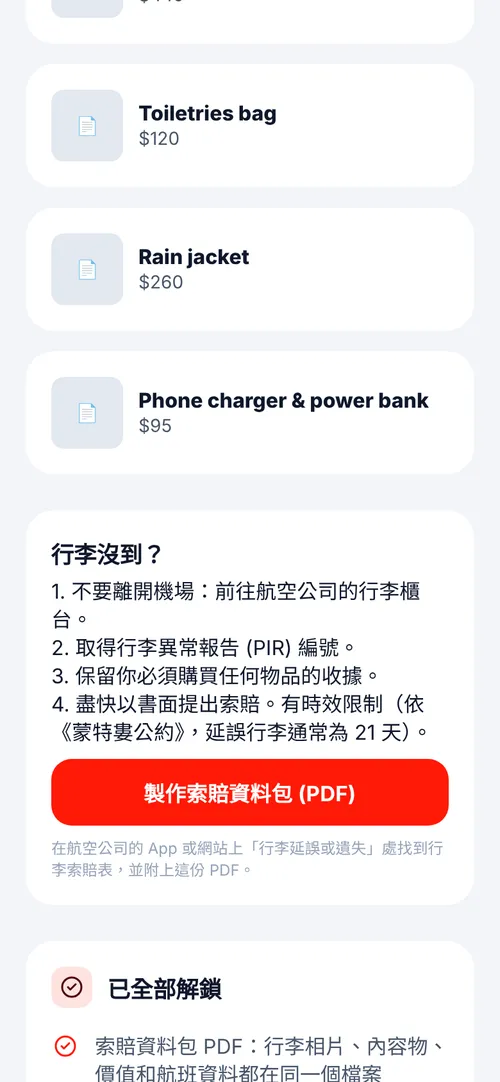 Toiletries bag
$120
Rain jacket
$260
Phone charger & power bank
$95
行李沒到？
1. 不要離開機場：前往航空公司的行李櫃
台。
2. 取得行李異常報告 (PIR) 編號。
3. 保留你必須購買任何物品的收據。
4. 盡快以書面提出索賠。有時效限制（依
《蒙特婁公約》，延誤行李通常為 21 天）。
製作索賠資料包 (PDF)
在航空公司的 App 或網站上「行李延誤或遺失」處找到行
李索賠表，並附上這份 PDF。
已全部解鎖
索賠資料包 PDF：行李相片、內容物、
價值和航班資料都在同一個檔案